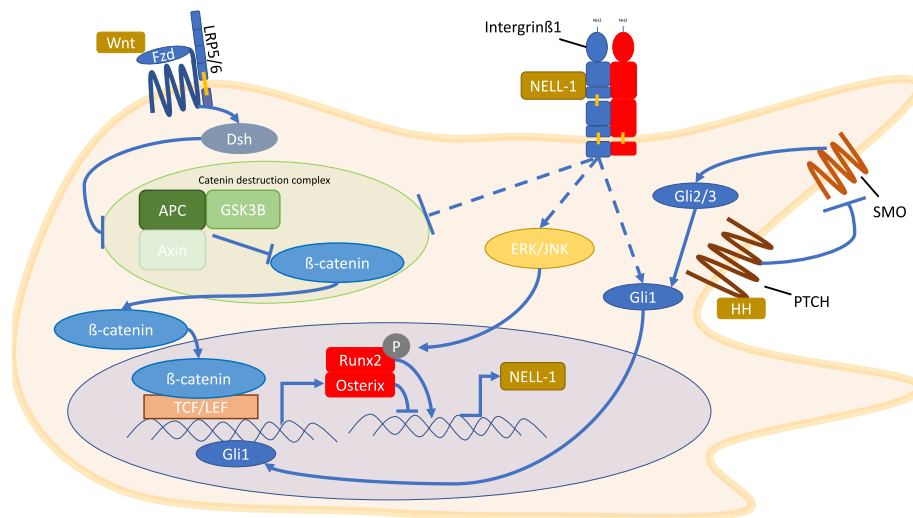 NH2
NH2
Intergrinß1
Wnt
Fzd
LRP5/6
NELL-1
Dsh
Catenin destruction complex
APC
GSK3B
Axin
ß-catenin
ERK/JNK
Gli2/3
SMO
PTCH
HH
Gli1
ß-catenin
P
Runx2
Osterix
NELL-1
ß-catenin
TCF/LEF
Gli1